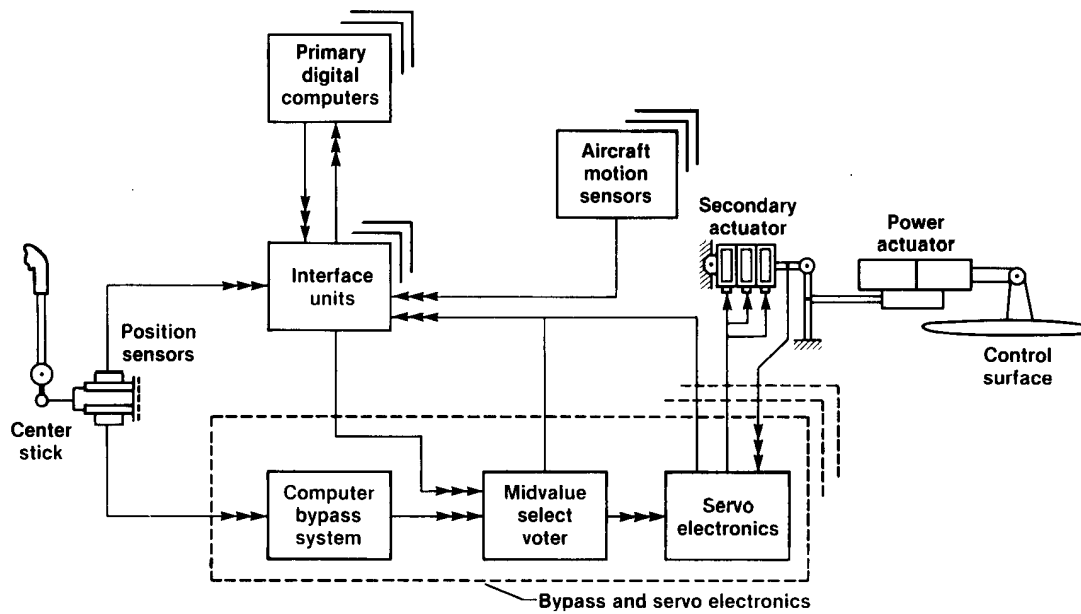 Primary
digital
computers
Aircraft
motion
sensors
Secondary
actuator
Power
actuator
Interface
units
Position
sensors
Control
surface
Center
stick
Computer
bypass
system
Midvalue
select
voter
Servo
electronics
Bypass and servo electronics